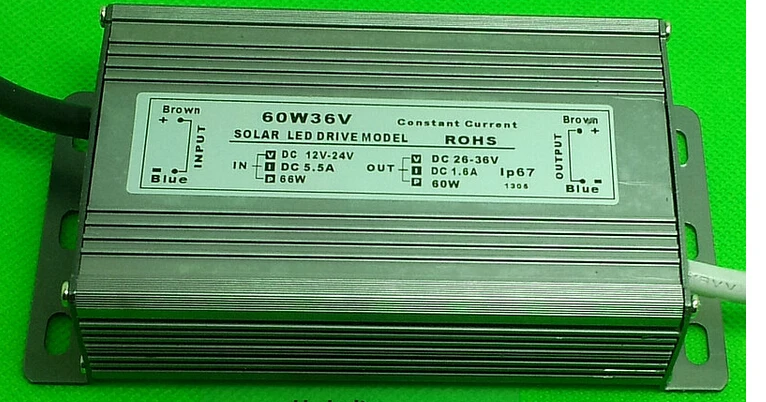 60W36V Constant Current
SOLAR LED DRIVE MODEL ROHS
Brown
+
INPUT
-
Blue
IN
V DC 12V-24V
I DC 5.5A
P 66W
OUT
V DC 26-36V
I DC 1.6A
P 60W
Ip67
1305
Brown
+
OUTPUT
-
Blue